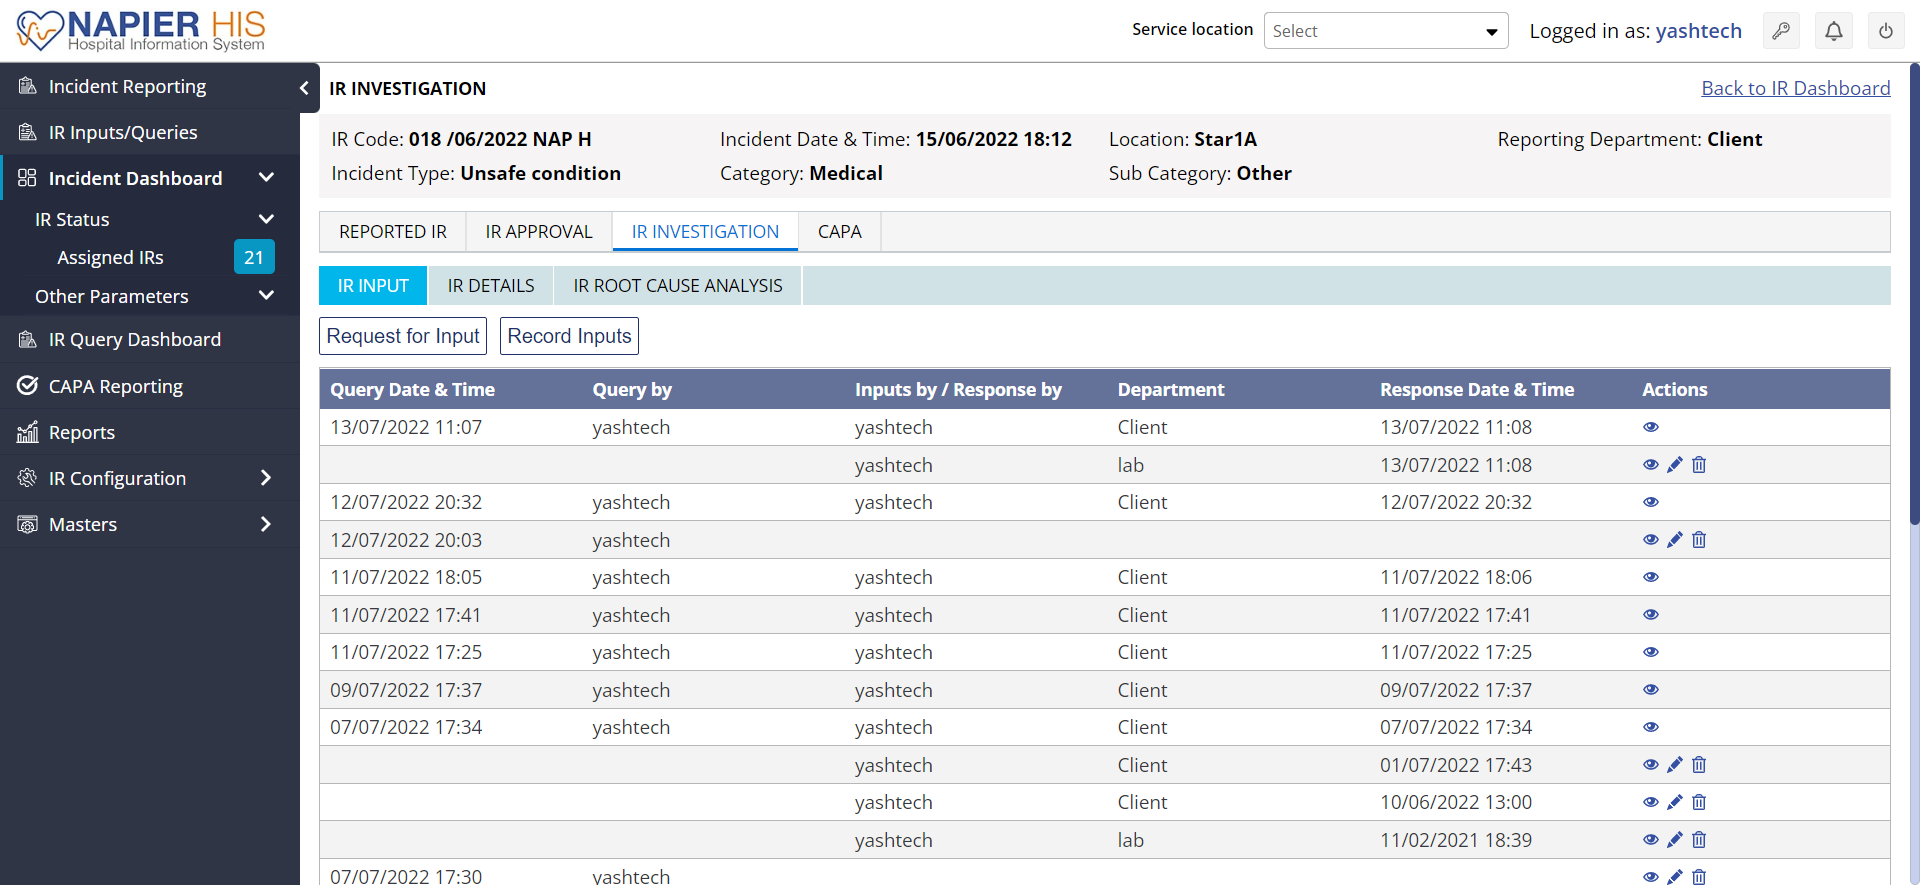 NAPIER HIS
Hospital Information System
Service location
Select
Logged in as: yashtech
Incident Reporting
IR Inputs/Queries
Incident Dashboard
IR Status
Assigned IRs 21
Other Parameters
IR Query Dashboard
CAPA Reporting
Reports
IR Configuration
Masters
IR INVESTIGATION
Back to IR Dashboard
IR Code: 018 /06/2022 NAP H Incident Date & Time: 15/06/2022 18:12 Location: Star1A Reporting Department: Client
Incident Type: Unsafe condition Category: Medical Sub Category: Other
REPORTED IR IR APPROVAL IR INVESTIGATION CAPA
IR INPUT IR DETAILS IR ROOT CAUSE ANALYSIS
Request for Input Record Inputs
Query Date & Time Query by Inputs by / Response by Department Response Date & Time Actions
13/07/2022 11:07 yashtech yashtech Client 13/07/2022 11:08
yashtech lab 13/07/2022 11:08
12/07/2022 20:32 yashtech yashtech Client 12/07/2022 20:32
12/07/2022 20:03 yashtech
11/07/2022 18:05 yashtech yashtech Client 11/07/2022 18:06
11/07/2022 17:41 yashtech yashtech Client 11/07/2022 17:41
11/07/2022 17:25 yashtech yashtech Client 11/07/2022 17:25
09/07/2022 17:37 yashtech yashtech Client 09/07/2022 17:37
07/07/2022 17:34 yashtech yashtech Client 07/07/2022 17:34
yashtech Client 01/07/2022 17:43
yashtech Client 10/06/2022 13:00
yashtech lab 11/02/2021 18:39
07/07/2022 17:30 yashtech